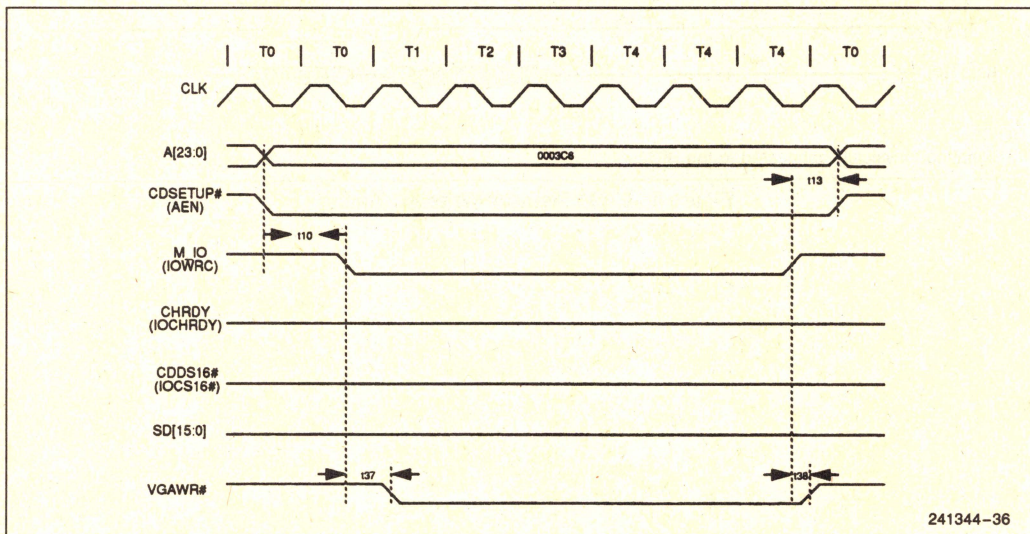 T0 T0 T1 T2 T3 T4 T4 T4 T0
CLK
A[23:0]
0003C6
t13
CDSETUP#
(AEN)
t10
M_IO
(IOWRC)
CHRDY
(IOCHRDY)
CDDS16#
(IOCS16#)
SD[15:0]
t37
t38
VGAWR#
241344-36